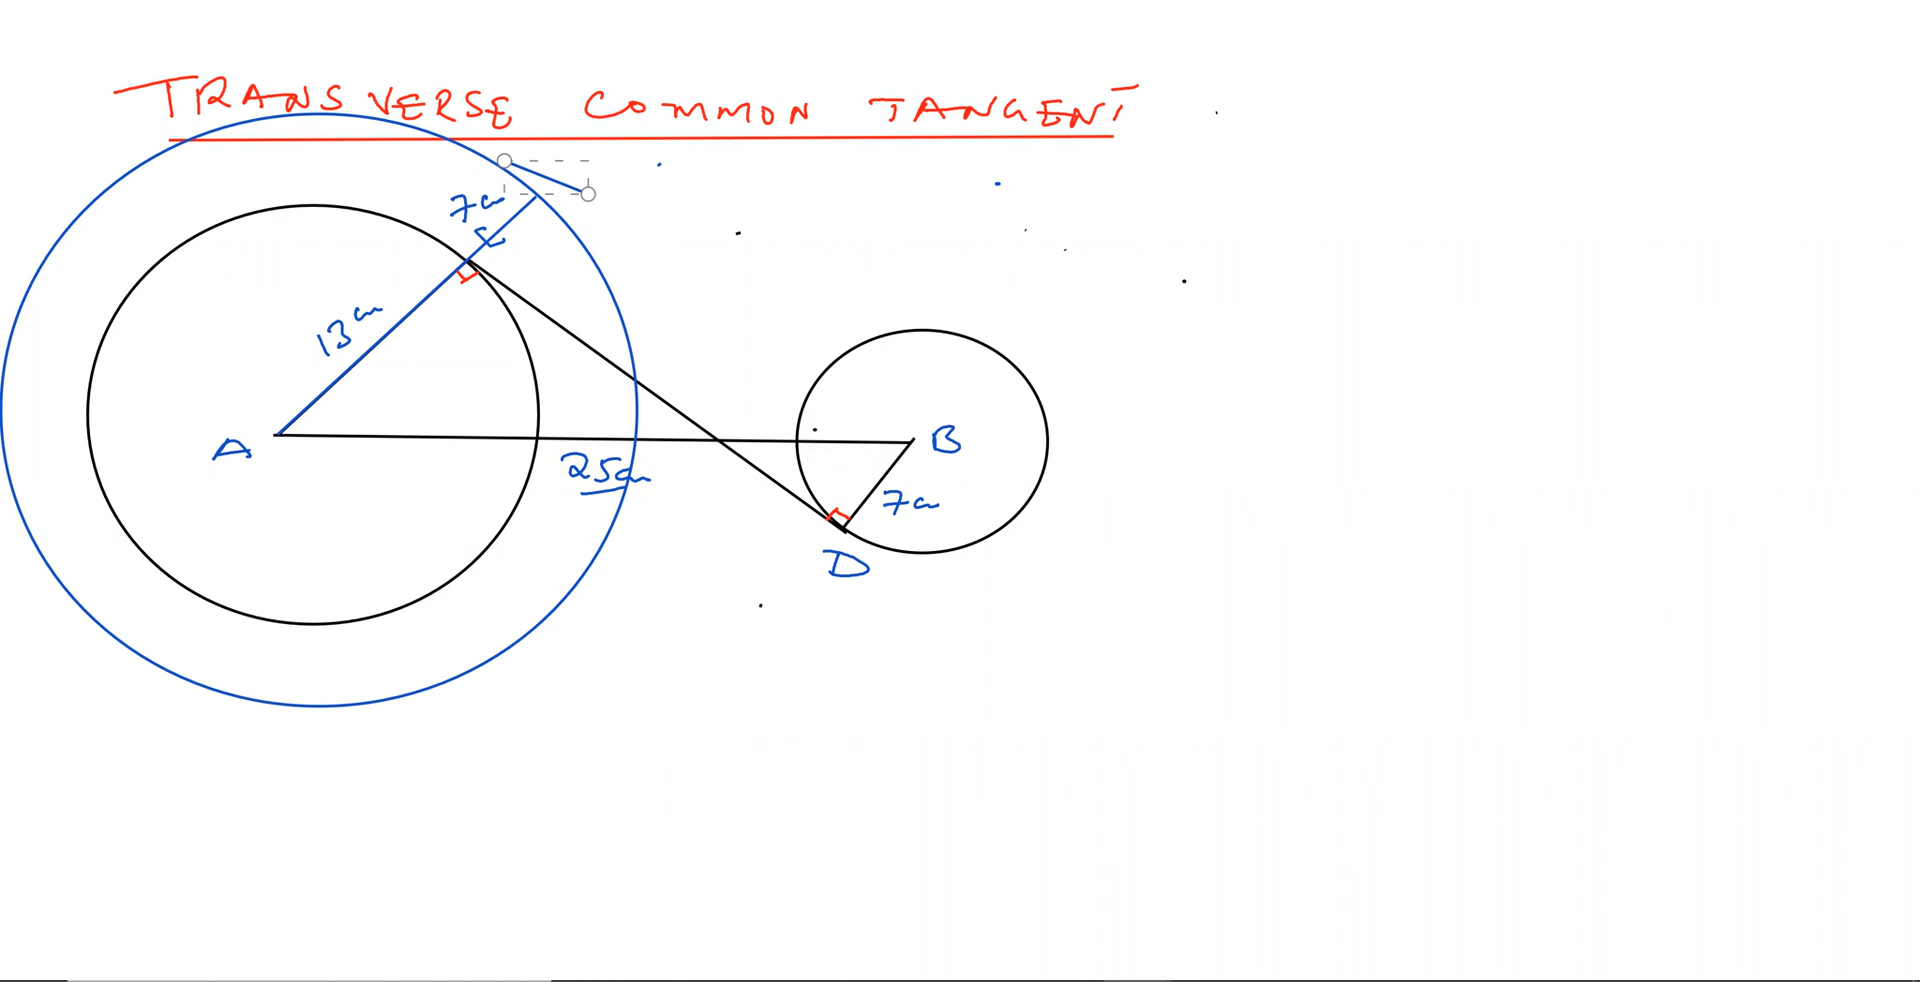 TRANSVERSE COMMON TANGENT
7cm
C
13cm
A
B
25cm
7cm
D